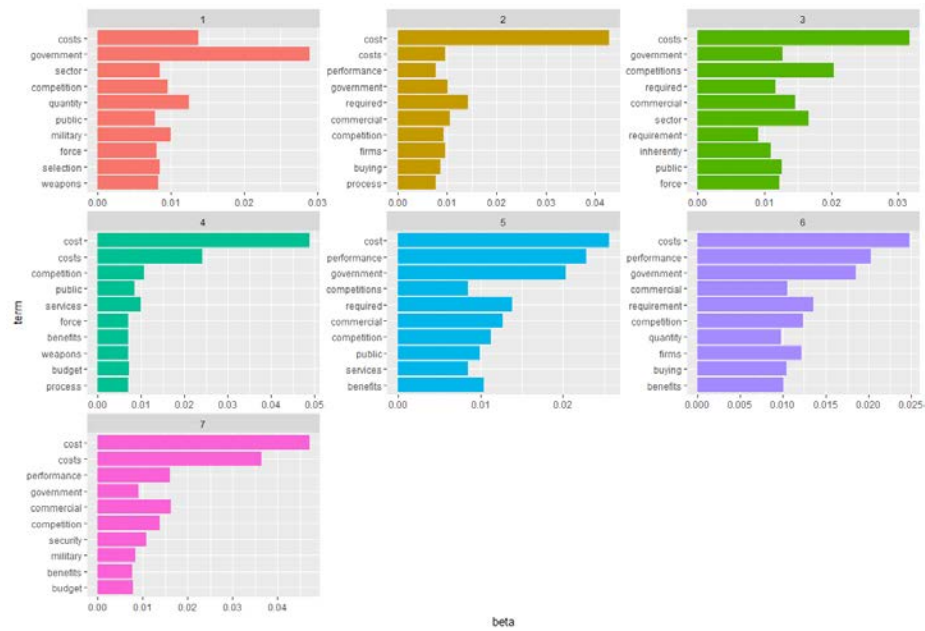 1
costs
government
sector
competition
quantity
public
military
force
selection
weapons
0.00 0.01 0.02 0.03
2
cost
costs
performance
government
required
commercial
competition
firms
buying
process
0.00 0.01 0.02 0.03 0.04
3
costs
government
competitions
required
commercial
sector
requirement
inherently
public
force
0.00 0.01 0.02 0.03
4
cost
costs
competition
public
services
force
benefits
weapons
budget
process
0.00 0.01 0.02 0.03 0.04 0.05
5
cost
performance
government
competitions
required
commercial
competition
public
services
benefits
0.00 0.01 0.02
6
costs
performance
government
commercial
requirement
competition
quantity
firms
buying
benefits
0.000 0.005 0.010 0.015 0.020 0.025
7
cost
costs
performance
government
commercial
competition
security
military
benefits
budget
0.00 0.01 0.02 0.03 0.04
term
beta